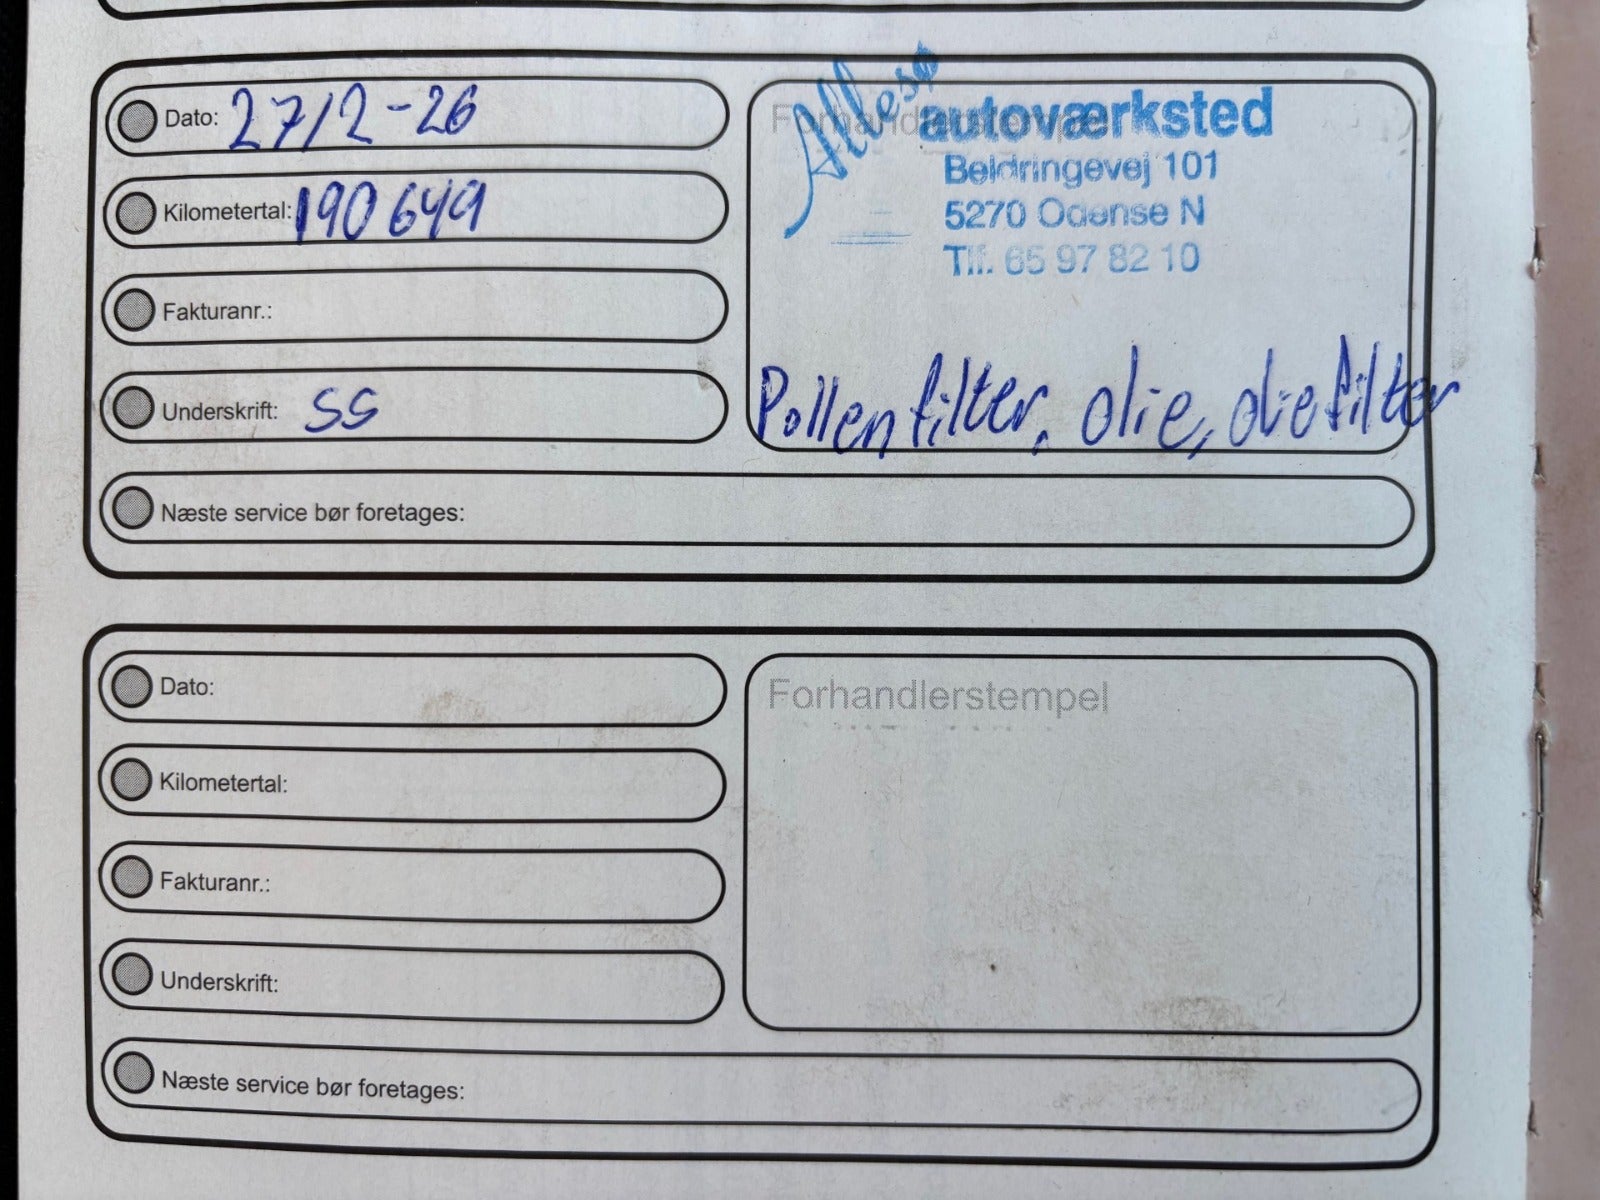 Dato: 27/2-26
Kilometertal: 190649
Fakturanr.:
Underskrift: SS
Næste service bør foretages:
Forhandlerstempel
Allesø autoværksted
Beldringevej 101
5270 Odense N
Tlf. 65 97 82 10
Pollenfilter, olie, oliefilter
Dato:
Kilometertal:
Fakturanr.:
Underskrift:
Næste service bør foretages:
Forhandlerstempel